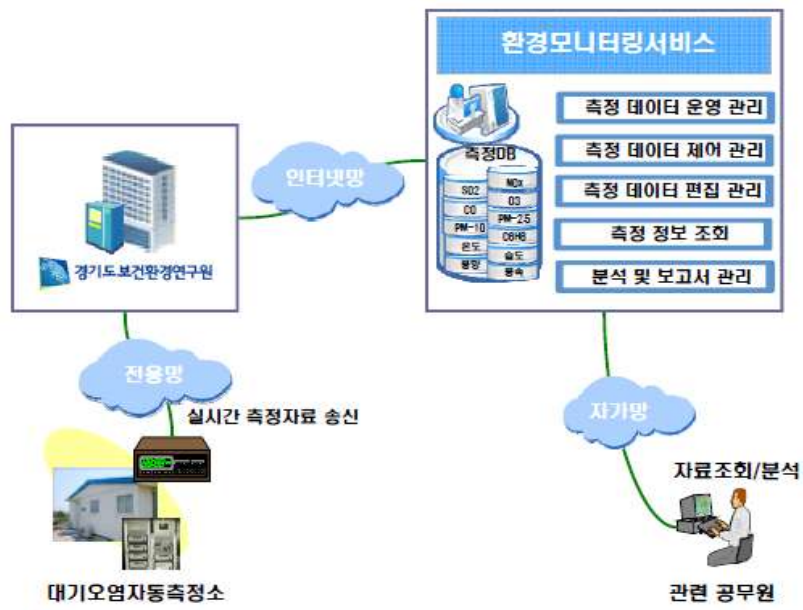 환경모니터링서비스
측정DB
SO2
NOx
CO
O3
PM-10
PM-25
C6H6
온도
습도
풍향
풍속
측정 데이터 운영 관리
측정 데이터 제어 관리
측정 데이터 편집 관리
측정 정보 조회
분석 및 보고서 관리
인터넷망
경기도보건환경연구원
전용망
실시간 측정자료 송신
대기오염자동측정소
자가망
자료조회/분석
관련 공무원